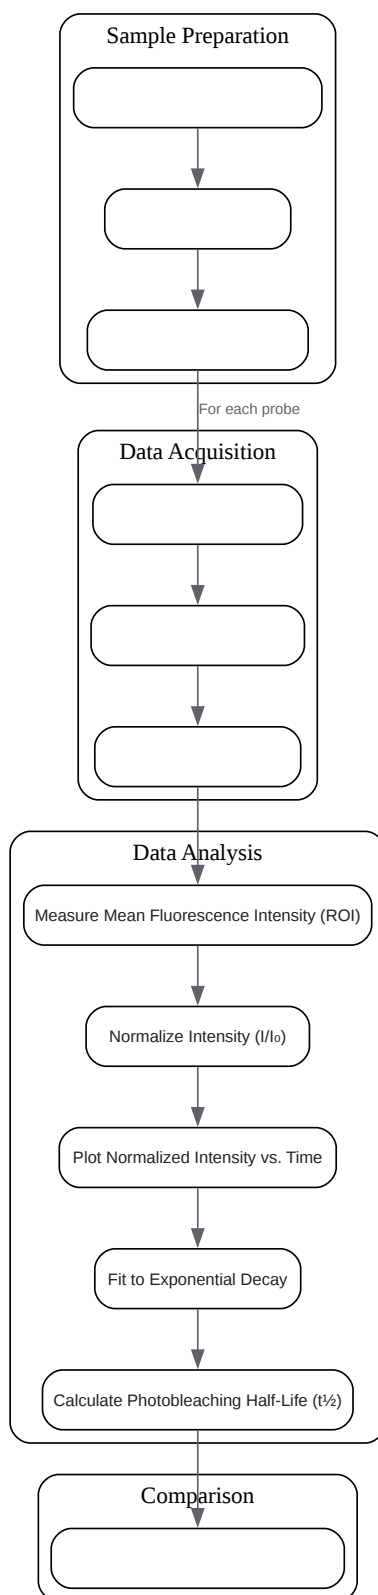 Sample Preparation
For each probe
Data Acquisition
Data Analysis
Measure Mean Fluorescence Intensity (ROI)
Normalize Intensity (I/I₀)
Plot Normalized Intensity vs. Time
Fit to Exponential Decay
Calculate Photobleaching Half-Life (t½)
Comparison